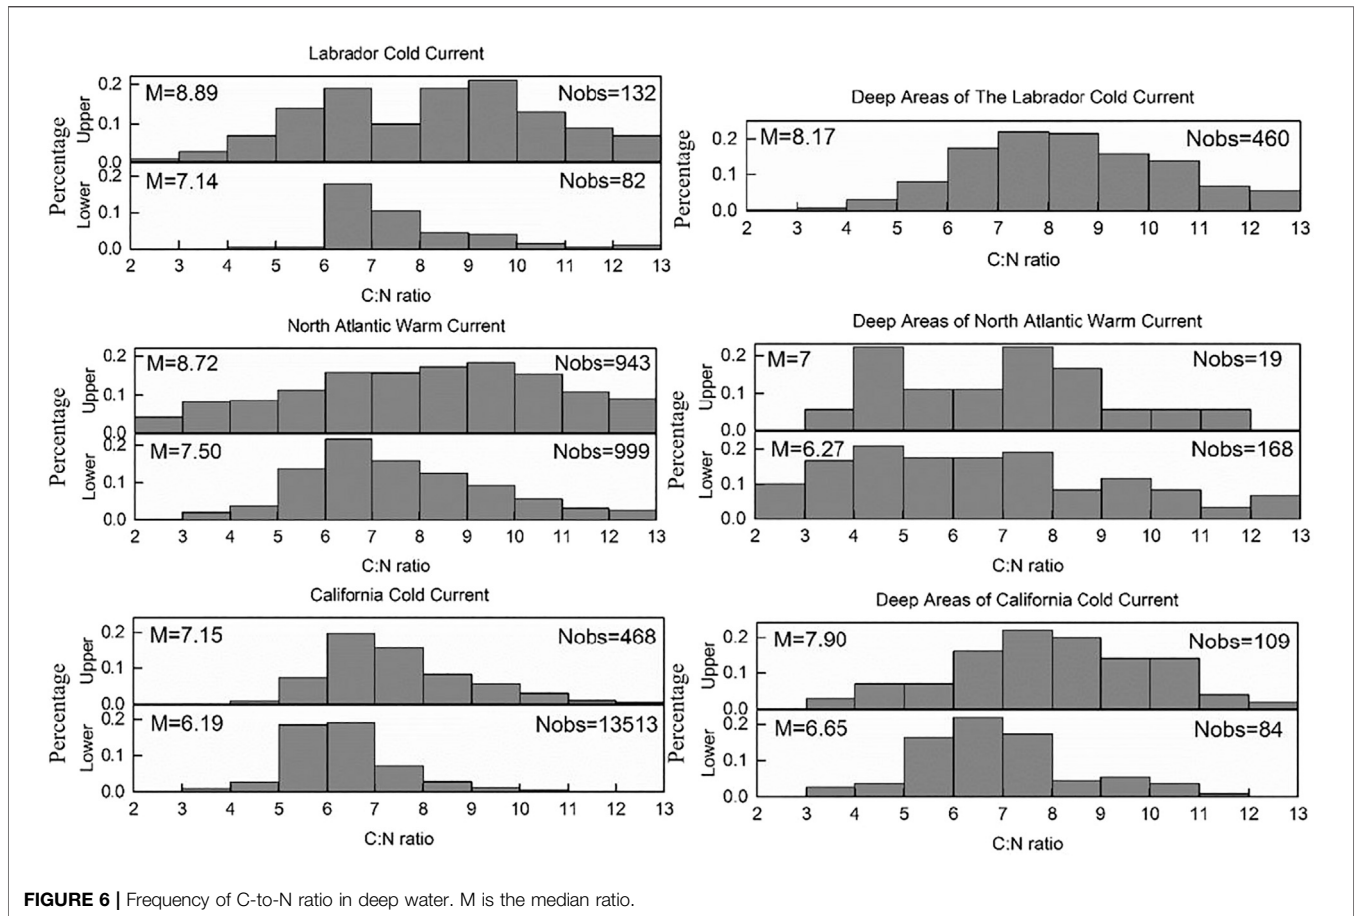 Labrador Cold Current
Percentage
Upper
0.2
0.1
0.0
M=8.89
Nobs=132
Lower
0.2
0.1
0.0
M=7.14
Nobs=82
2 3 4 5 6 7 8 9 10 11 12 13
C:N ratio
Deep Areas of The Labrador Cold Current
Percentage
0.2
0.1
0.0
M=8.17
Nobs=460
2 3 4 5 6 7 8 9 10 11 12 13
C:N ratio
North Atlantic Warm Current
Percentage
Upper
0.2
0.1
0.0
M=8.72
Nobs=943
Lower
0.2
0.1
0.0
M=7.50
Nobs=999
2 3 4 5 6 7 8 9 10 11 12 13
C:N ratio
Deep Areas of North Atlantic Warm Current
Percentage
Upper
0.2
0.1
0.0
M=7
Nobs=19
Lower
0.2
0.1
0.0
M=6.27
Nobs=168
2 3 4 5 6 7 8 9 10 11 12 13
C:N ratio
California Cold Current
Percentage
Upper
0.2
0.1
0.0
M=7.15
Nobs=468
Lower
0.2
0.1
0.0
M=6.19
Nobs=13513
2 3 4 5 6 7 8 9 10 11 12 13
C:N ratio
Deep Areas of California Cold Current
Percentage
Upper
0.2
0.1
0.0
M=7.90
Nobs=109
Lower
0.2
0.1
0.0
M=6.65
Nobs=84
2 3 4 5 6 7 8 9 10 11 12 13
C:N ratio
FIGURE 6 | Frequency of C-to-N ratio in deep water. M is the median ratio.